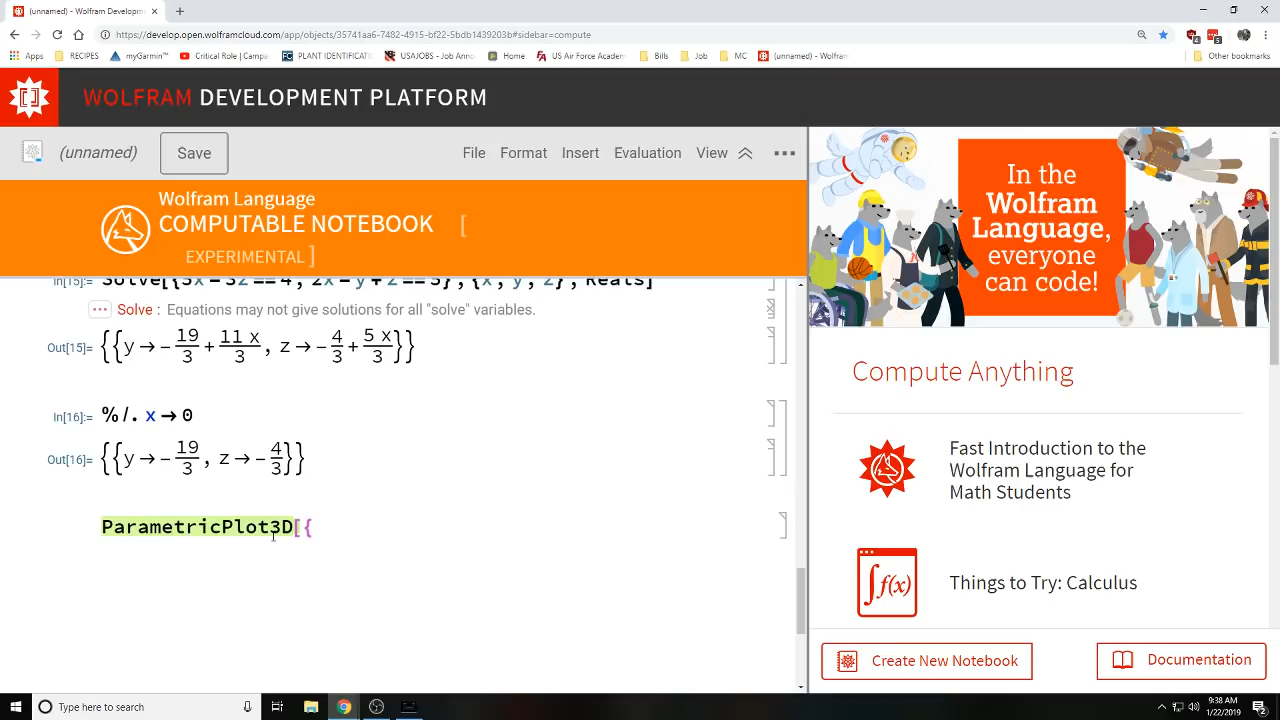 (unnamed) - Wolfram Developmen
https://develop.open.wolframcloud.com/app/objects/35741aa6-7482-4915-bf22-5bdb1439203b#sidebar=compute
Apps RECIPES myGarmin™ Critical Role | Campa PLANT IDENTIFICATI USAJOBS - Job Anno Home US Air Force Academ Bills Job MC (unnamed) - Wolfram Other bookmarks
WOLFRAM DEVELOPMENT PLATFORM
(unnamed) Save File Format Insert Evaluation View
Wolfram Language
COMPUTABLE NOTEBOOK [
EXPERIMENTAL ]
Solve : Equations may not give solutions for all "solve" variables.
Out[15]= {{y → - 19/3 + 11 x/3 , z → - 4/3 + 5 x/3}}
In[16]:= % /. x → 0
Out[16]= {{y → - 19/3 , z → - 4/3}}
ParametricPlot3D[{
In the
Wolfram
Language,
everyone
can code!
Compute Anything
Fast Introduction to the
Wolfram Language for
Math Students
∫f(x)
Things to Try: Calculus
Create New Notebook Documentation
Type here to search
9:38 AM
1/22/2019